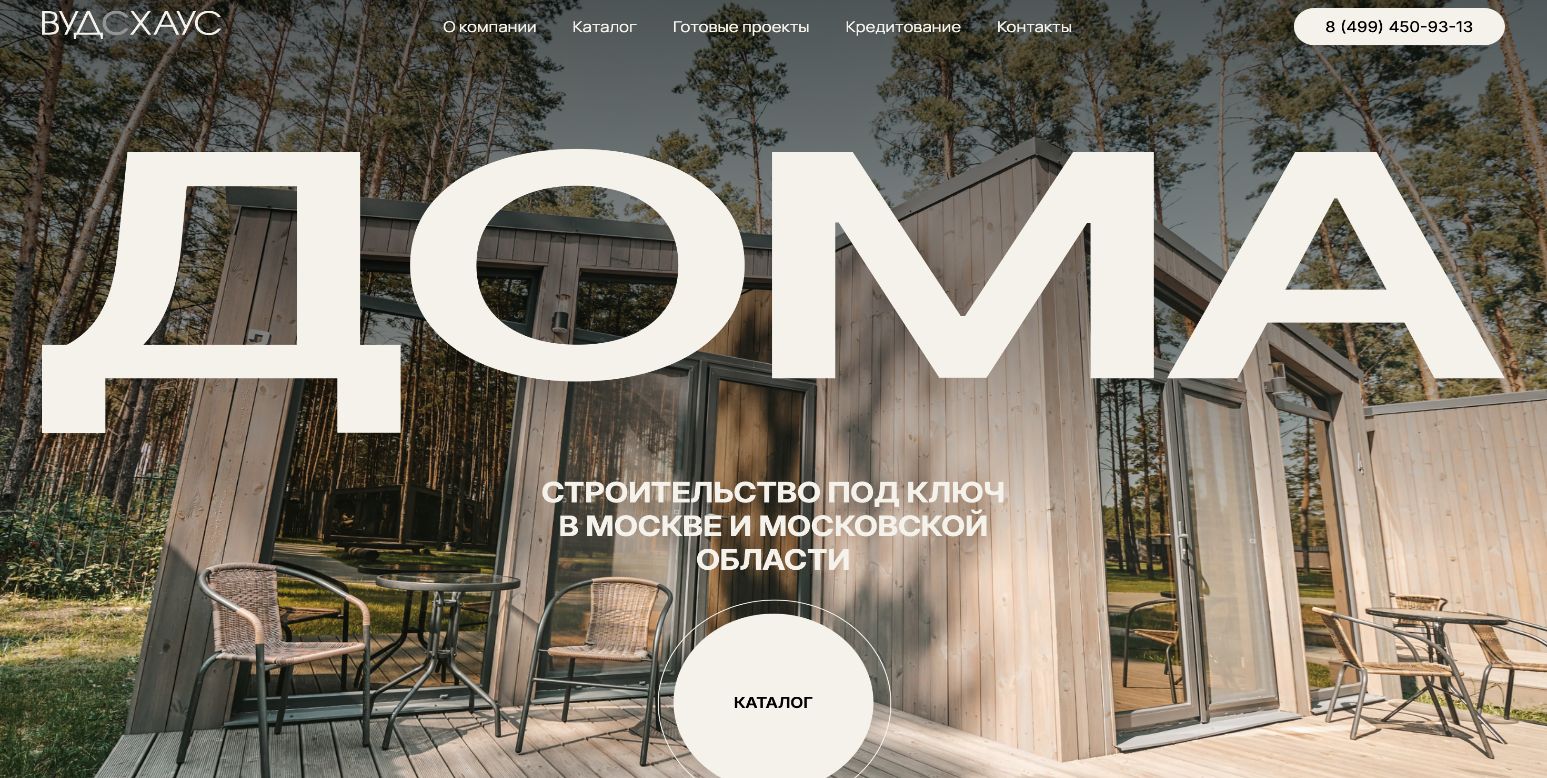 ВУДСХАУС
О компании
Каталог
Готовые проекты
Кредитование
Контакты
8 (499) 450-93-13
ДОМА
СТРОИТЕЛЬСТВО ПОД КЛЮЧ
В МОСКВЕ И МОСКОВСКОЙ
ОБЛАСТИ
КАТАЛОГ